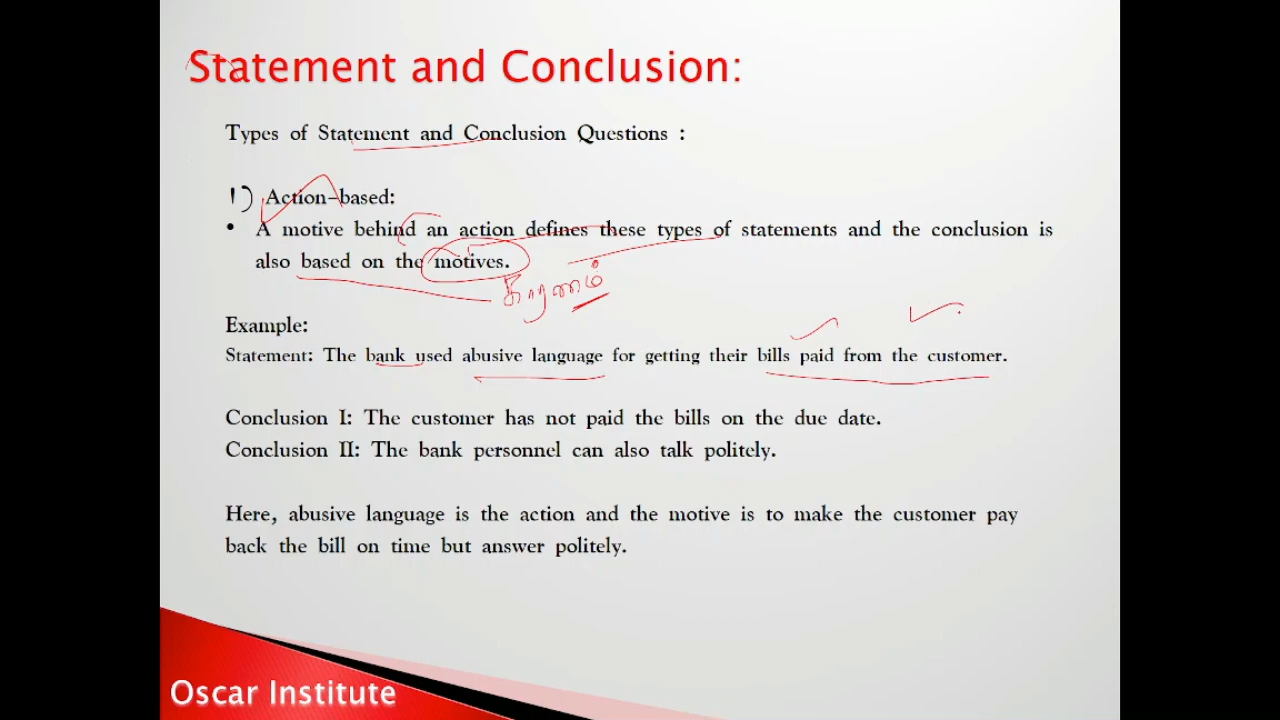 Statement and Conclusion:
Types of Statement and Conclusion Questions :
1) Action-based:
• A motive behind an action defines these types of statements and the conclusion is
also based on the motives.
காரணம்
Example:
Statement: The bank used abusive language for getting their bills paid from the customer.
Conclusion I: The customer has not paid the bills on the due date.
Conclusion II: The bank personnel can also talk politely.
Here, abusive language is the action and the motive is to make the customer pay
back the bill on time but answer politely.
Oscar Institute